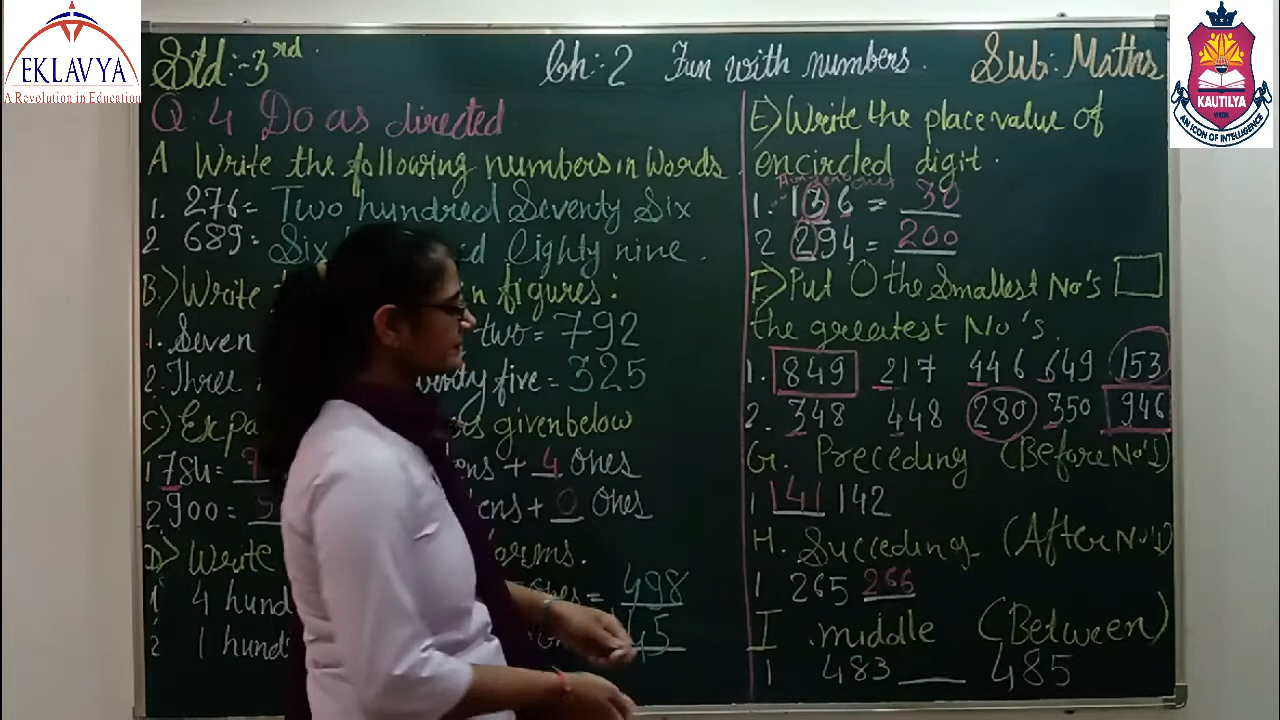 EKLAVYA
A Revolution in Education
KAUTILYA
AN ICON OF INTELLIGENCE
Std:-3rd.
Ch:2 Fun with numbers.
Sub: Maths
Q.4 Do as directed
A Write the following numbers in words.
1. 276= Two hundred Seventy Six
2 689= Six eighty nine.
B.) Write in figures:
1. Seven two = 792
2. Three five = 325
C.) given below
1 784= tens + 4 Ones
2. 900= tens + 0 Ones
D.) Write
1 4 hund = 498
2 1 hund 45
E) Write the place value of
encircled digit.
1. 136 = 30
2 294 = 200
F.) Put O the Smallest No's
the greatest No's.
1. 849 217 446 649 153
2. 348 448 280 350 946
G. Preceding (Before No's)
1 141 142
H. Succeding (After No's)
1 265 266
I .middle (Between)
1 483 ___ 485